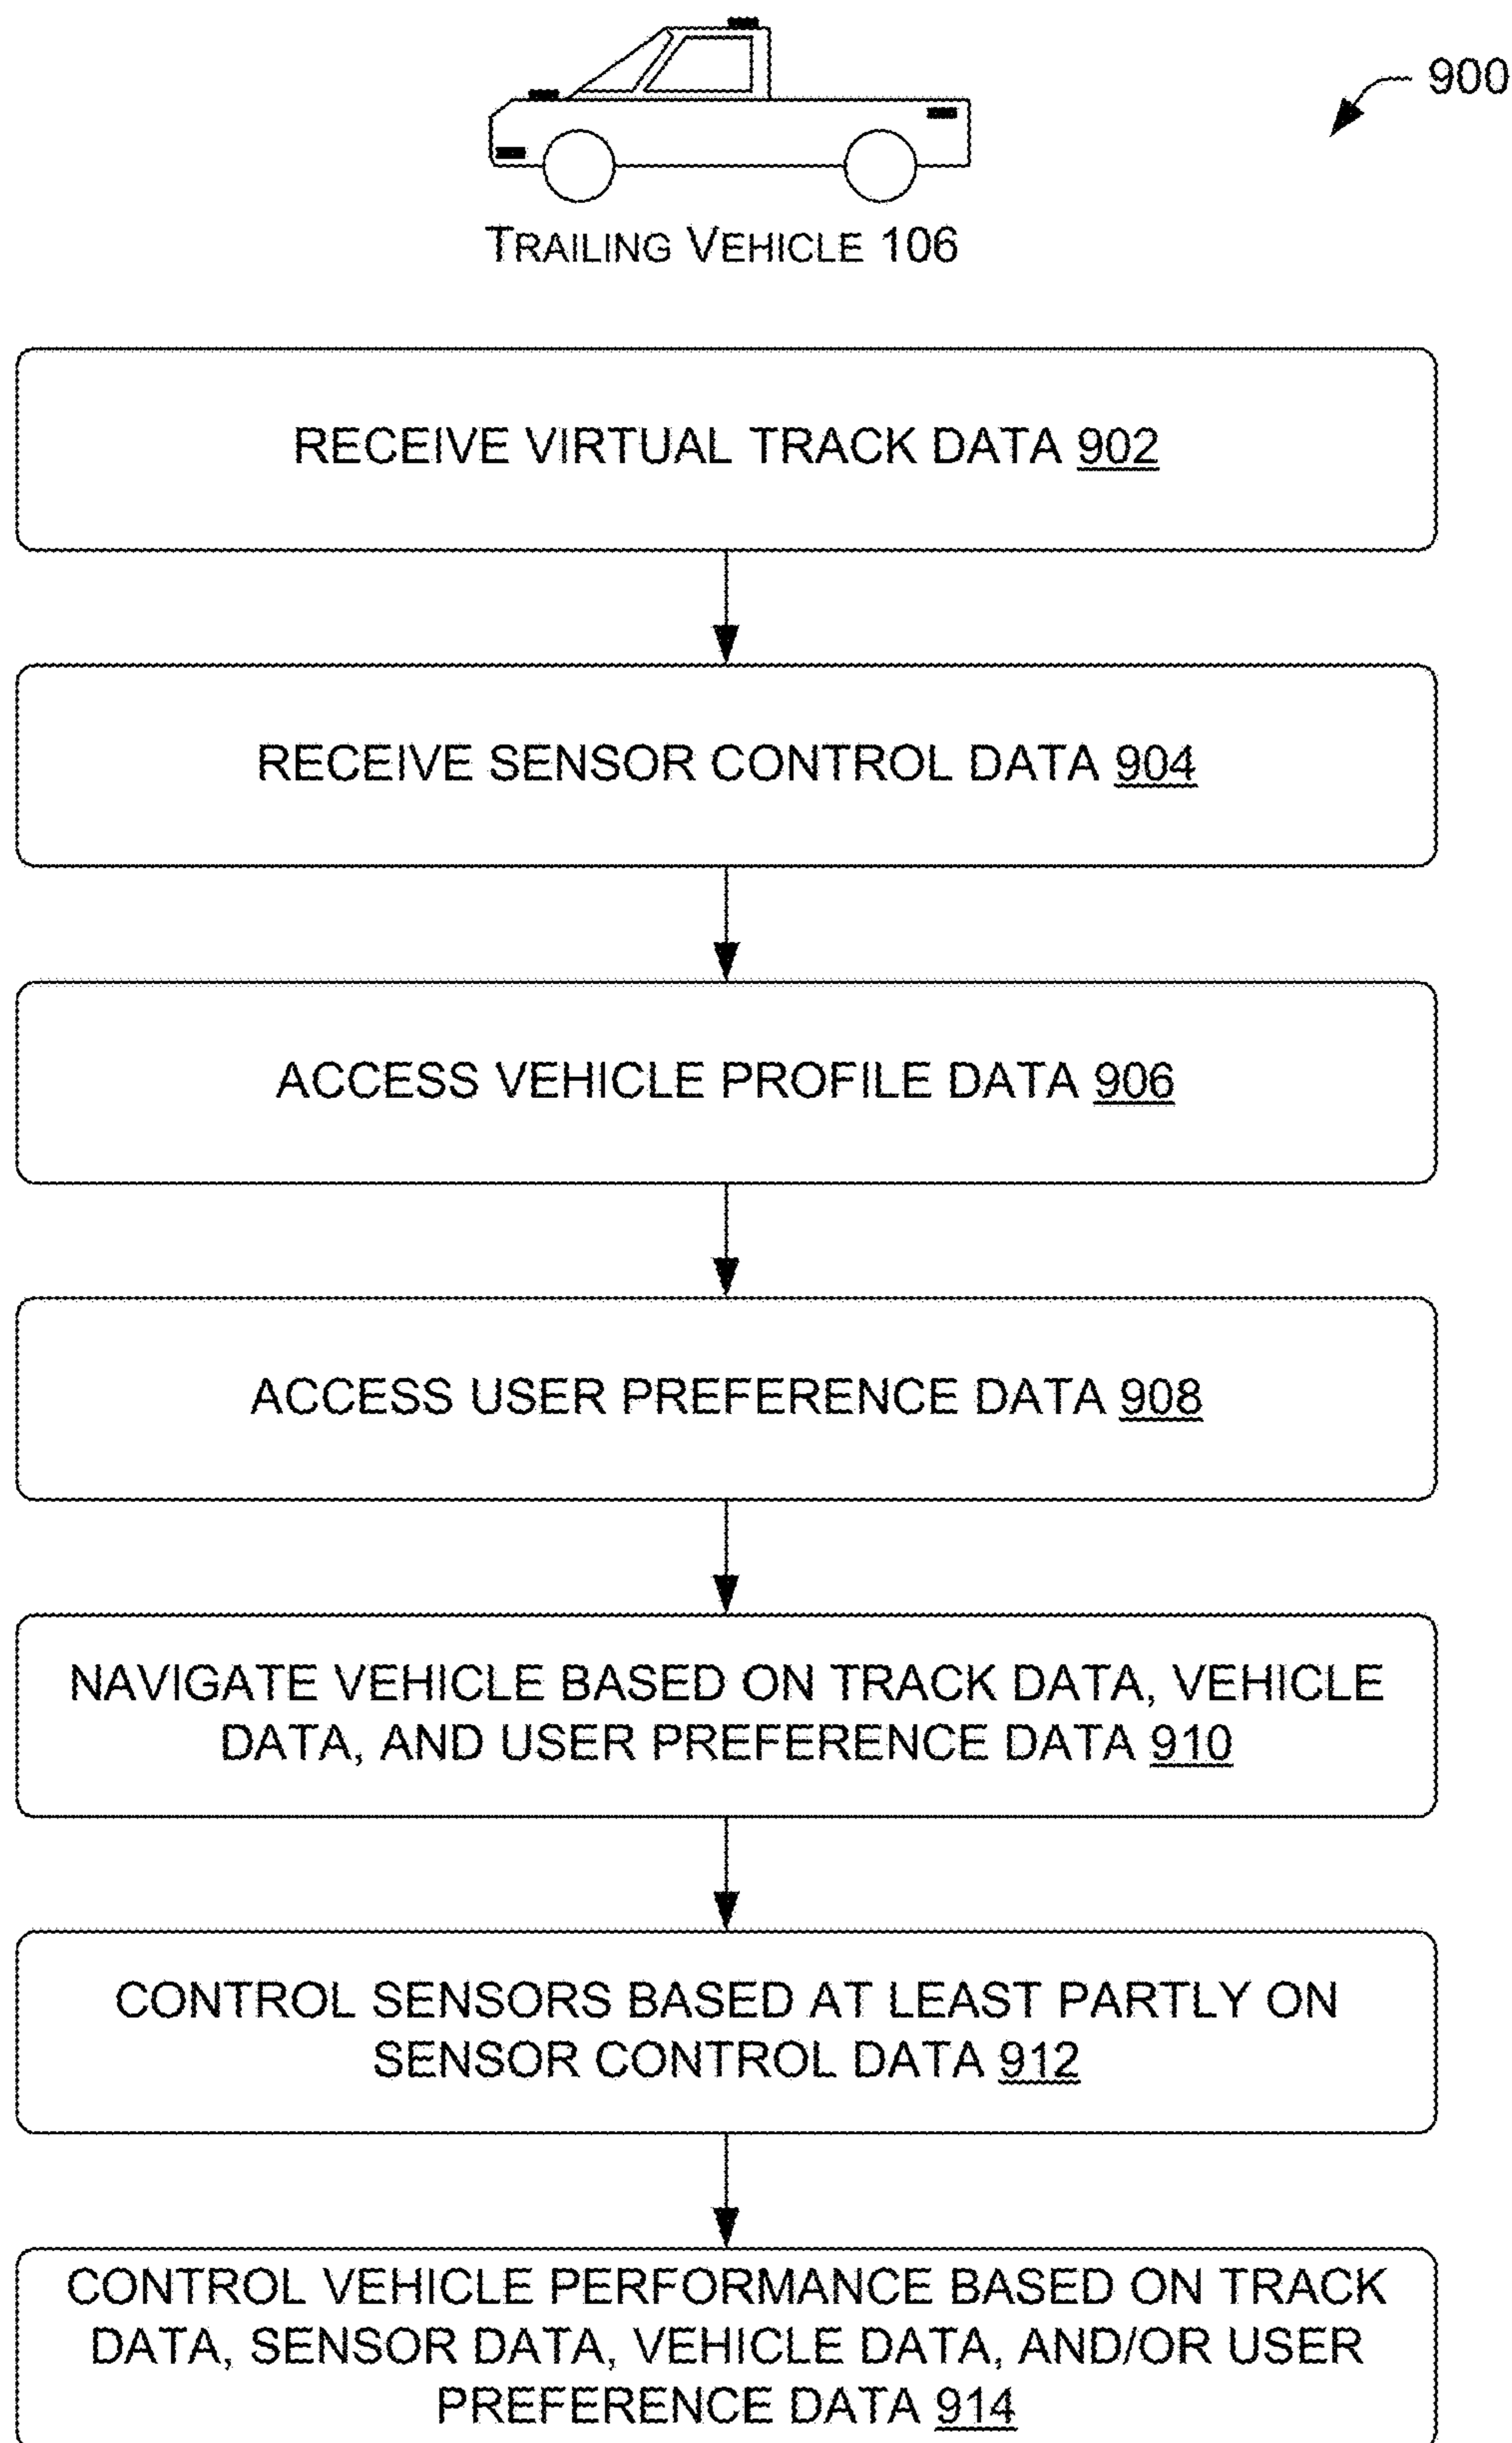 900
TRAILING VEHICLE 106
RECEIVE VIRTUAL TRACK DATA 902
RECEIVE SENSOR CONTROL DATA 904
ACCESS VEHICLE PROFILE DATA 906
ACCESS USER PREFERENCE DATA 908
NAVIGATE VEHICLE BASED ON TRACK DATA, VEHICLE
DATA, AND USER PREFERENCE DATA 910
CONTROL SENSORS BASED AT LEAST PARTLY ON
SENSOR CONTROL DATA 912
CONTROL VEHICLE PERFORMANCE BASED ON TRACK
DATA, SENSOR DATA, VEHICLE DATA, AND/OR USER
PREFERENCE DATA 914